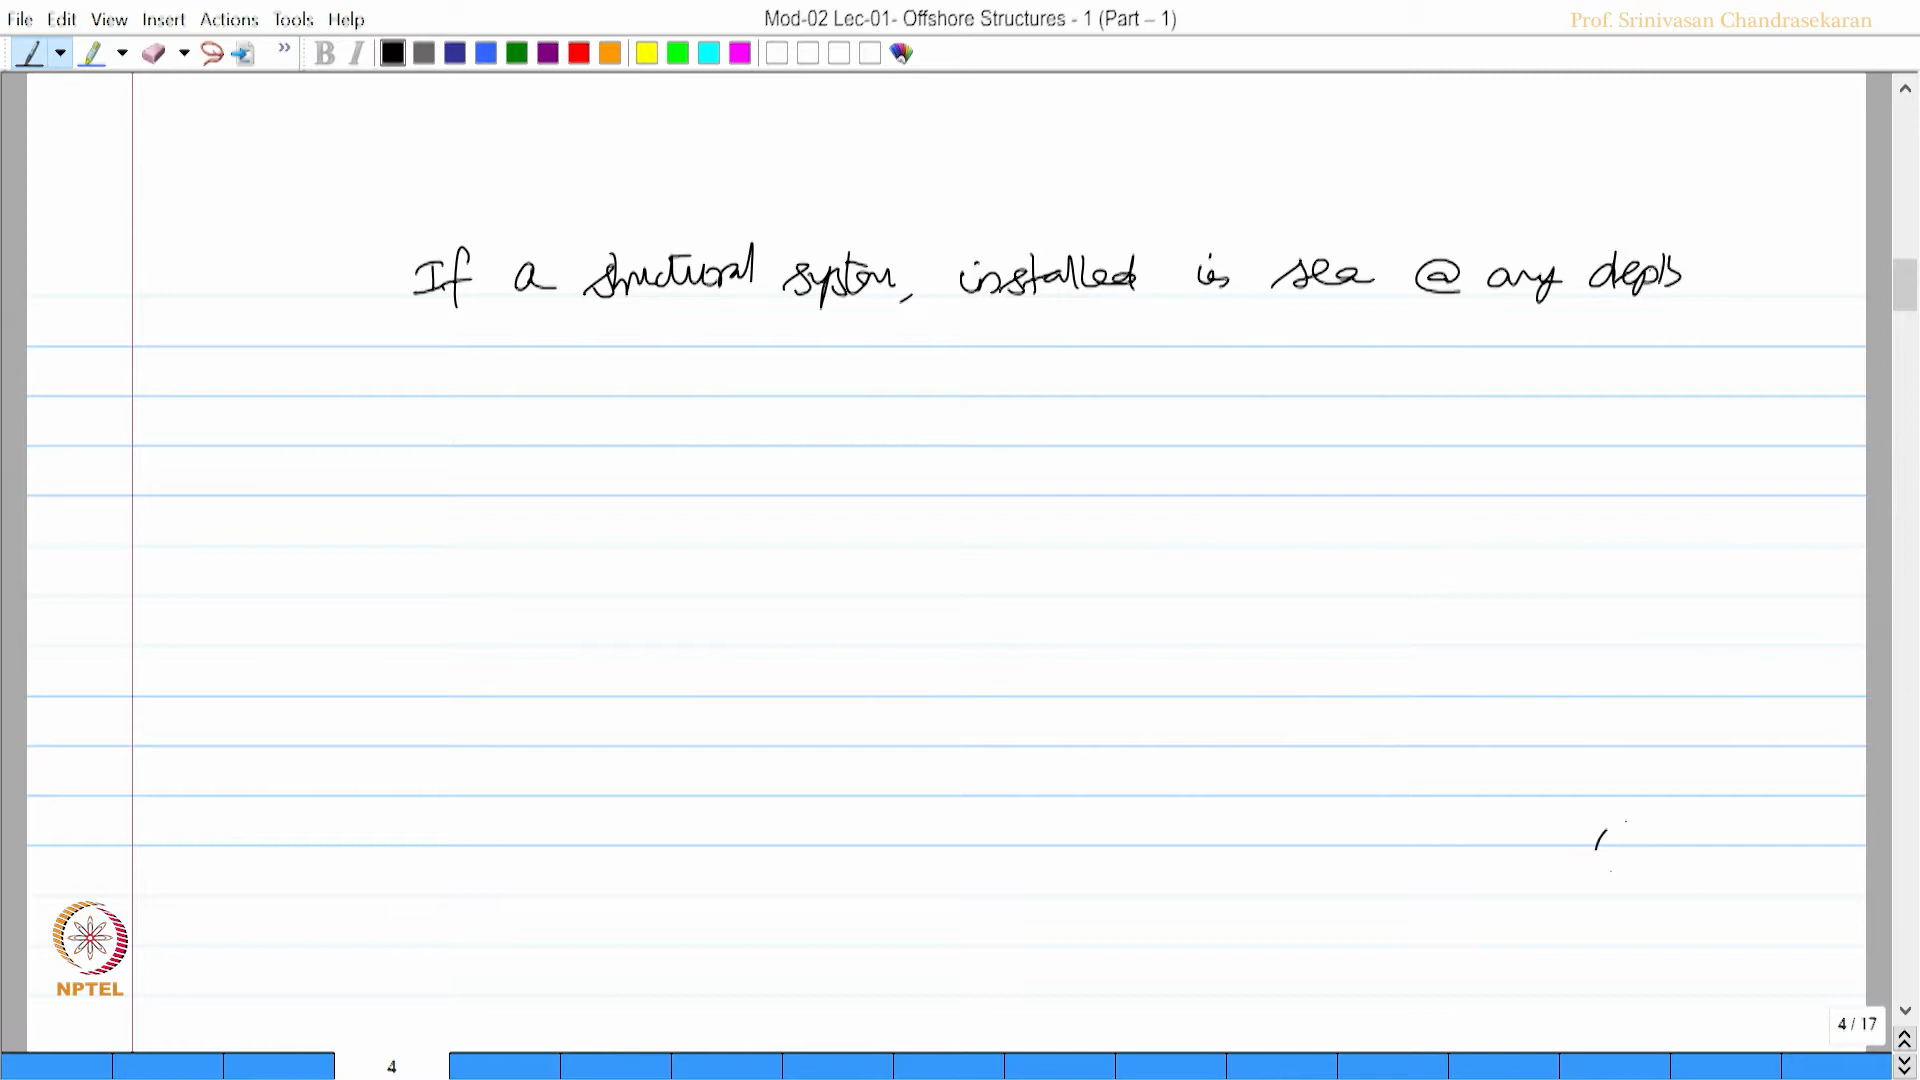 File Edit View Insert Actions Tools Help
Mod-02 Lec-01- Offshore Structures - 1 (Part – 1)
Prof. Srinivasan Chandrasekaran
» B I
If a structural system, installed in sea @ any depth
NPTEL
4 / 17
4